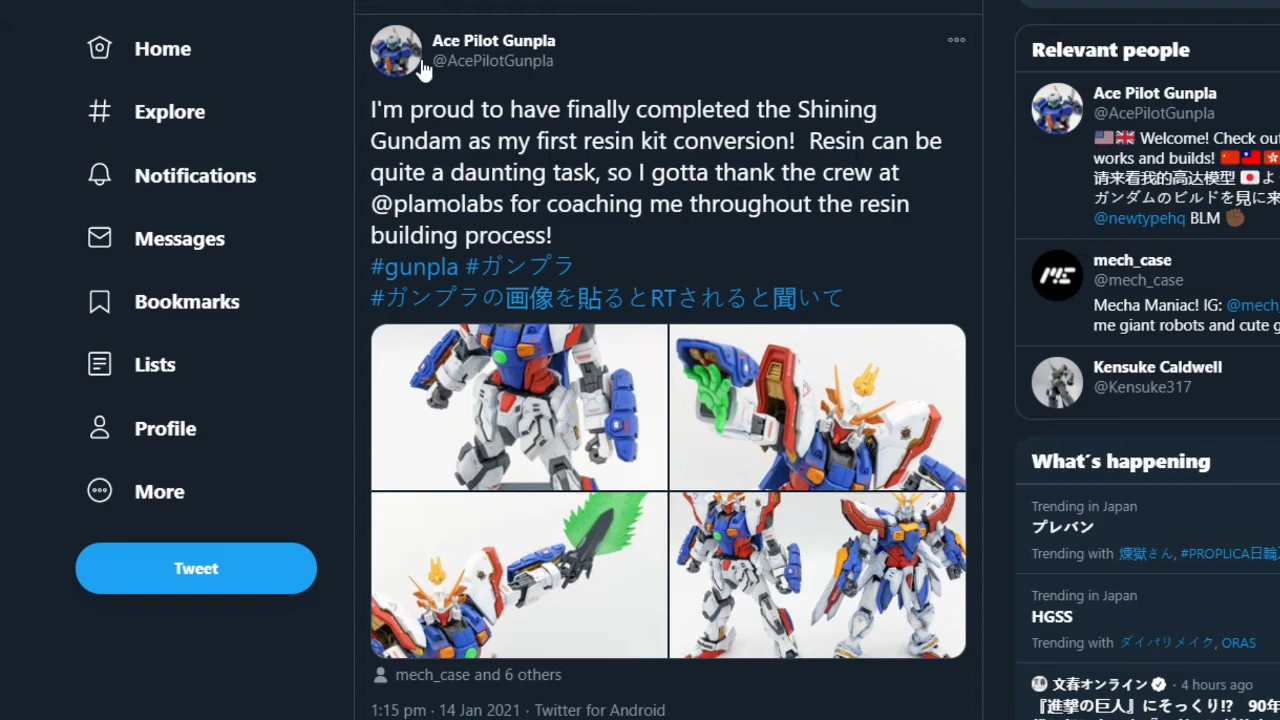 Home
Explore
Notifications
Messages
Bookmarks
Lists
Profile
More
Tweet
Ace Pilot Gunpla
@AcePilotGunpla
I'm proud to have finally completed the Shining
Gundam as my first resin kit conversion! Resin can be
quite a daunting task, so I gotta thank the crew at
@plamolabs for coaching me throughout the resin
building process!
#gunpla #ガンプラ
#ガンプラの画像を貼るとRTされると聞いて
mech_case and 6 others
1:15 pm · 14 Jan 2021 · Twitter for Android
Relevant people
Ace Pilot Gunpla
@AcePilotGunpla
Welcome! Check out
works and builds!
请来看我的高达模型 よ
ガンダムのビルドを見に来
@newtypehq BLM
mech_case
@mech_case
Mecha Maniac! IG: @mech_
me giant robots and cute g
Kensuke Caldwell
@Kensuke317
What's happening
Trending in Japan
プレバン
Trending with 煉獄さん, #PROPLICA日輪
Trending in Japan
HGSS
Trending with ダイパリメイク, ORAS
文春オンライン · 4 hours ago
『進撃の巨人』にそっくり!? 90年